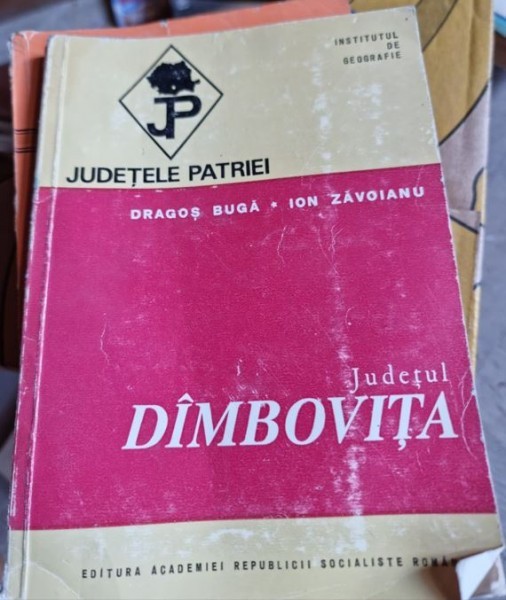 INSTITUTUL
DE
GEOGRAFIE
JP
JUDEȚELE PATRIEI
DRAGOȘ BUGĂ * ION ZĂVOIANU
Județul
DÎMBOVIȚA
EDITURA ACADEMIEI REPUBLICII SOCIALISTE